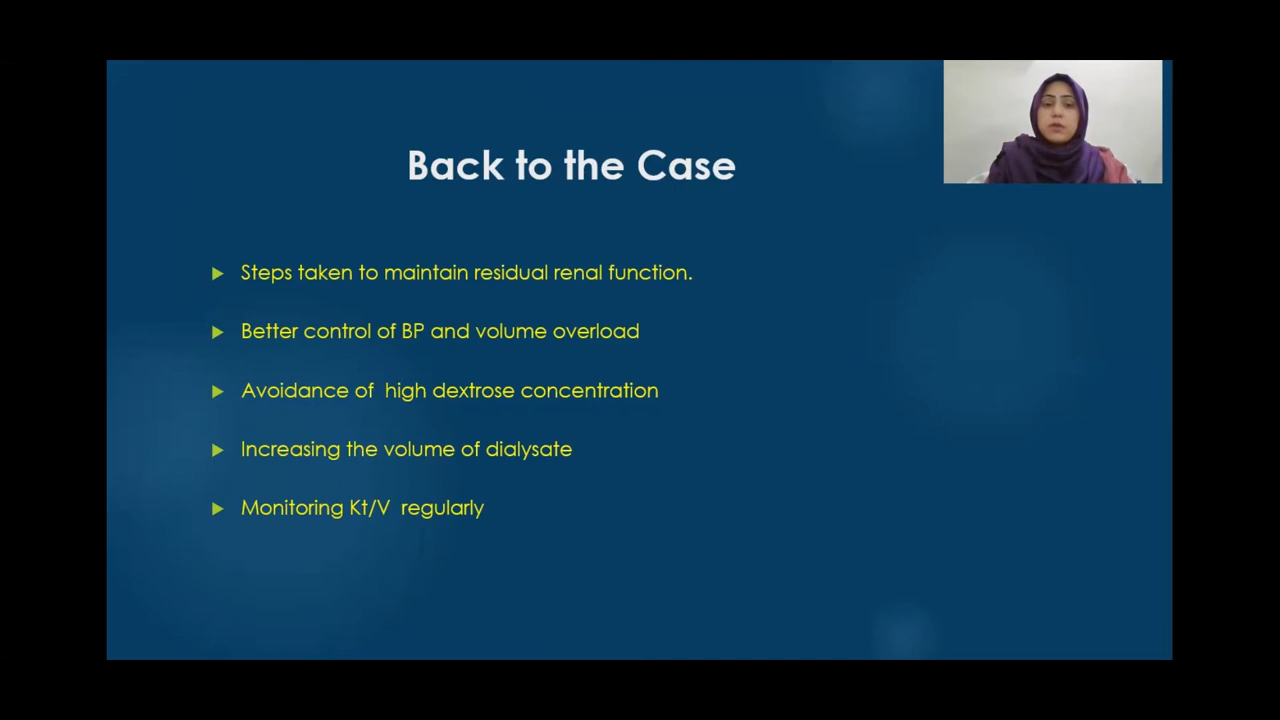 Back to the Case
Steps taken to maintain residual renal function.
Better control of BP and volume overload
Avoidance of  high dextrose concentration
Increasing the volume of dialysate
Monitoring Kt/V  regularly